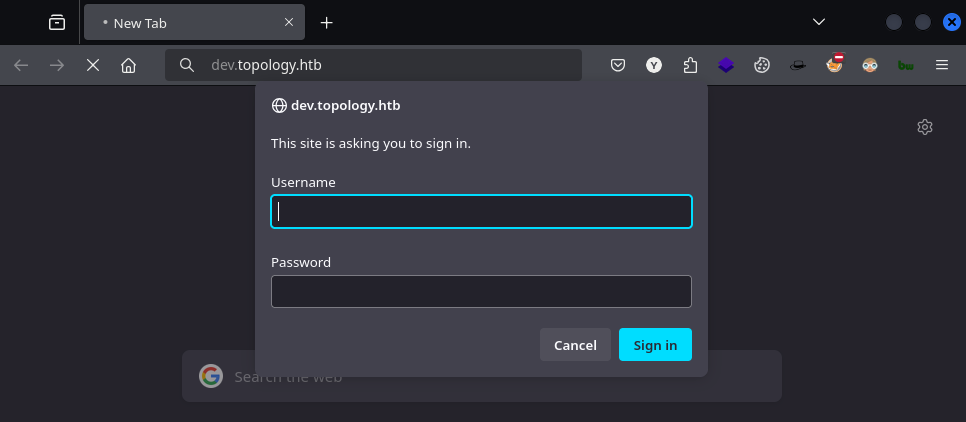 New Tab
dev.topology.htb
Y
bw
dev.topology.htb
This site is asking you to sign in.
Username
Password
Cancel
Sign in
G
Search the web